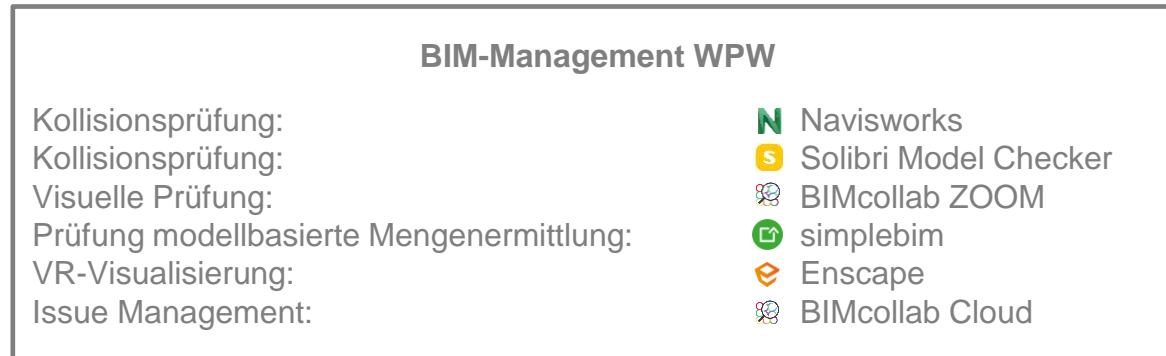 BIM-Management WPW
Kollisionsprüfung: Navisworks
Kollisionsprüfung: Solibri Model Checker
Visuelle Prüfung: BIMcollab ZOOM
Prüfung modellbasierte Mengenermittlung: simplebim
VR-Visualisierung: Enscape
Issue Management: BIMcollab Cloud